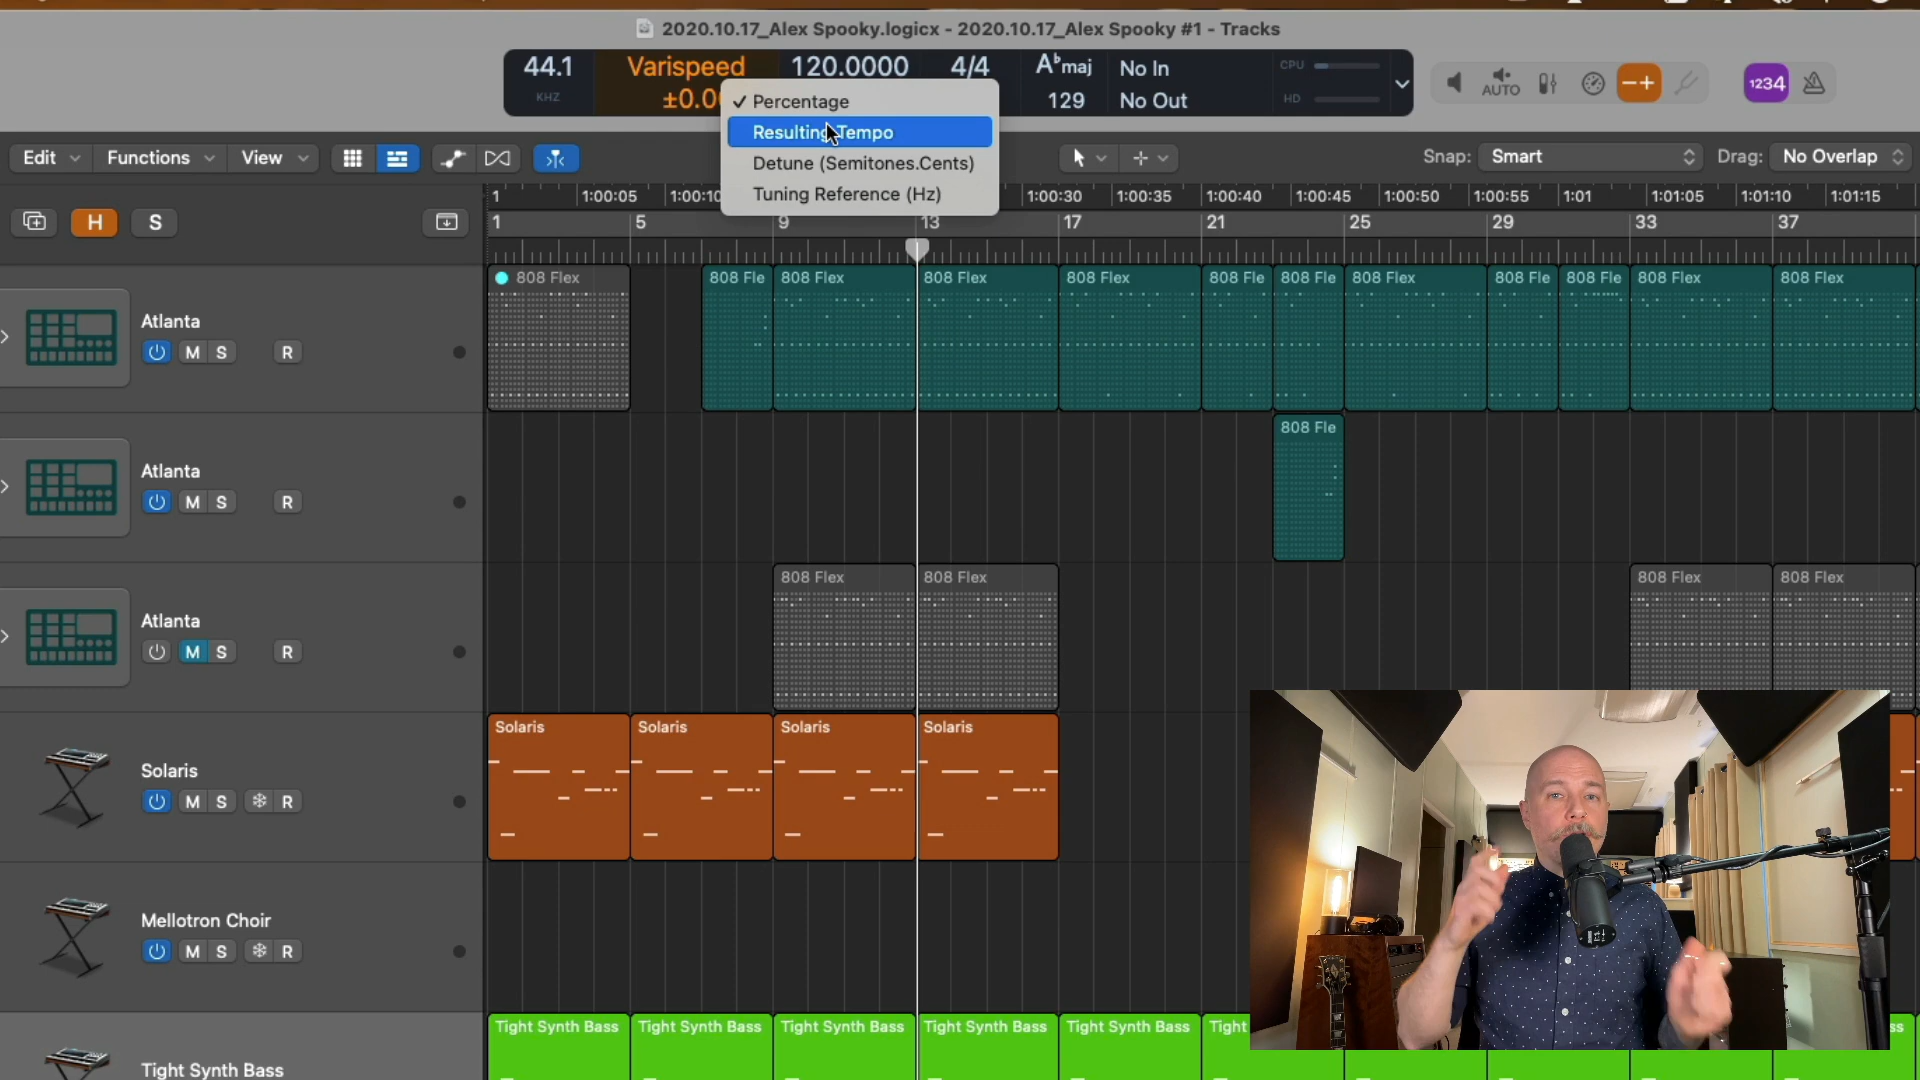 2020.10.17_Alex Spooky.logicx - 2020.10.17_Alex Spooky #1 - Tracks
44.1
KHZ
Varispeed
±0.0
120.0000
4/4
A♭maj
129
No In
No Out
CPU
HD
AUTO
1234
✓ Percentage
Resulting Tempo
Detune (Semitones.Cents)
Tuning Reference (Hz)
Edit
Functions
View
Snap: Smart
Drag: No Overlap
1 1:00:05 1:00:10 1:00:30 1:00:35 1:00:40 1:00:45 1:00:50 1:00:55 1:01 1:01:05 1:01:10 1:01:15
H S
1 5 9 13 17 21 25 29 33 37
808 Flex 808 Fle 808 Flex 808 Flex 808 Flex 808 Fle 808 Fle 808 Flex 808 Fle 808 Fle 808 Flex 808 Flex
Atlanta
M S R
808 Fle
Atlanta
M S R
808 Flex 808 Flex 808 Flex 808 Flex
Atlanta
M S R
Solaris Solaris Solaris Solaris
Solaris
M S R
Mellotron Choir
M S R
Tight Synth Bass Tight Synth Bass Tight Synth Bass Tight Synth Bass Tight Synth Bass Tight ss
Tight Synth Bass